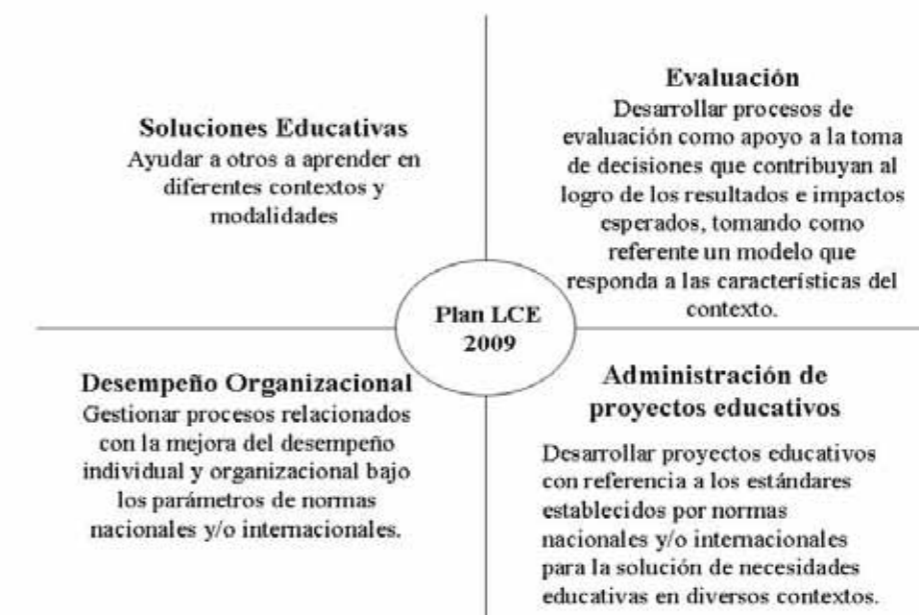 Soluciones Educativas
Ayudar a otros a aprender en
diferentes contextos y
modalidades
Evaluación
Desarrollar procesos de
evaluación como apoyo a la toma
de decisiones que contribuyan al
logro de los resultados e impactos
esperados, tomando como
referente un modelo que
responda a las características del
contexto.
Plan LCE
2009
Desempeño Organizacional
Gestionar procesos relacionados
con la mejora del desempeño
individual y organizacional bajo
los parámetros de normas
nacionales y/o internacionales.
Administración de
proyectos educativos
Desarrollar proyectos educativos
con referencia a los estándares
establecidos por normas
nacionales y/o internacionales
para la solución de necesidades
educativas en diversos contextos.